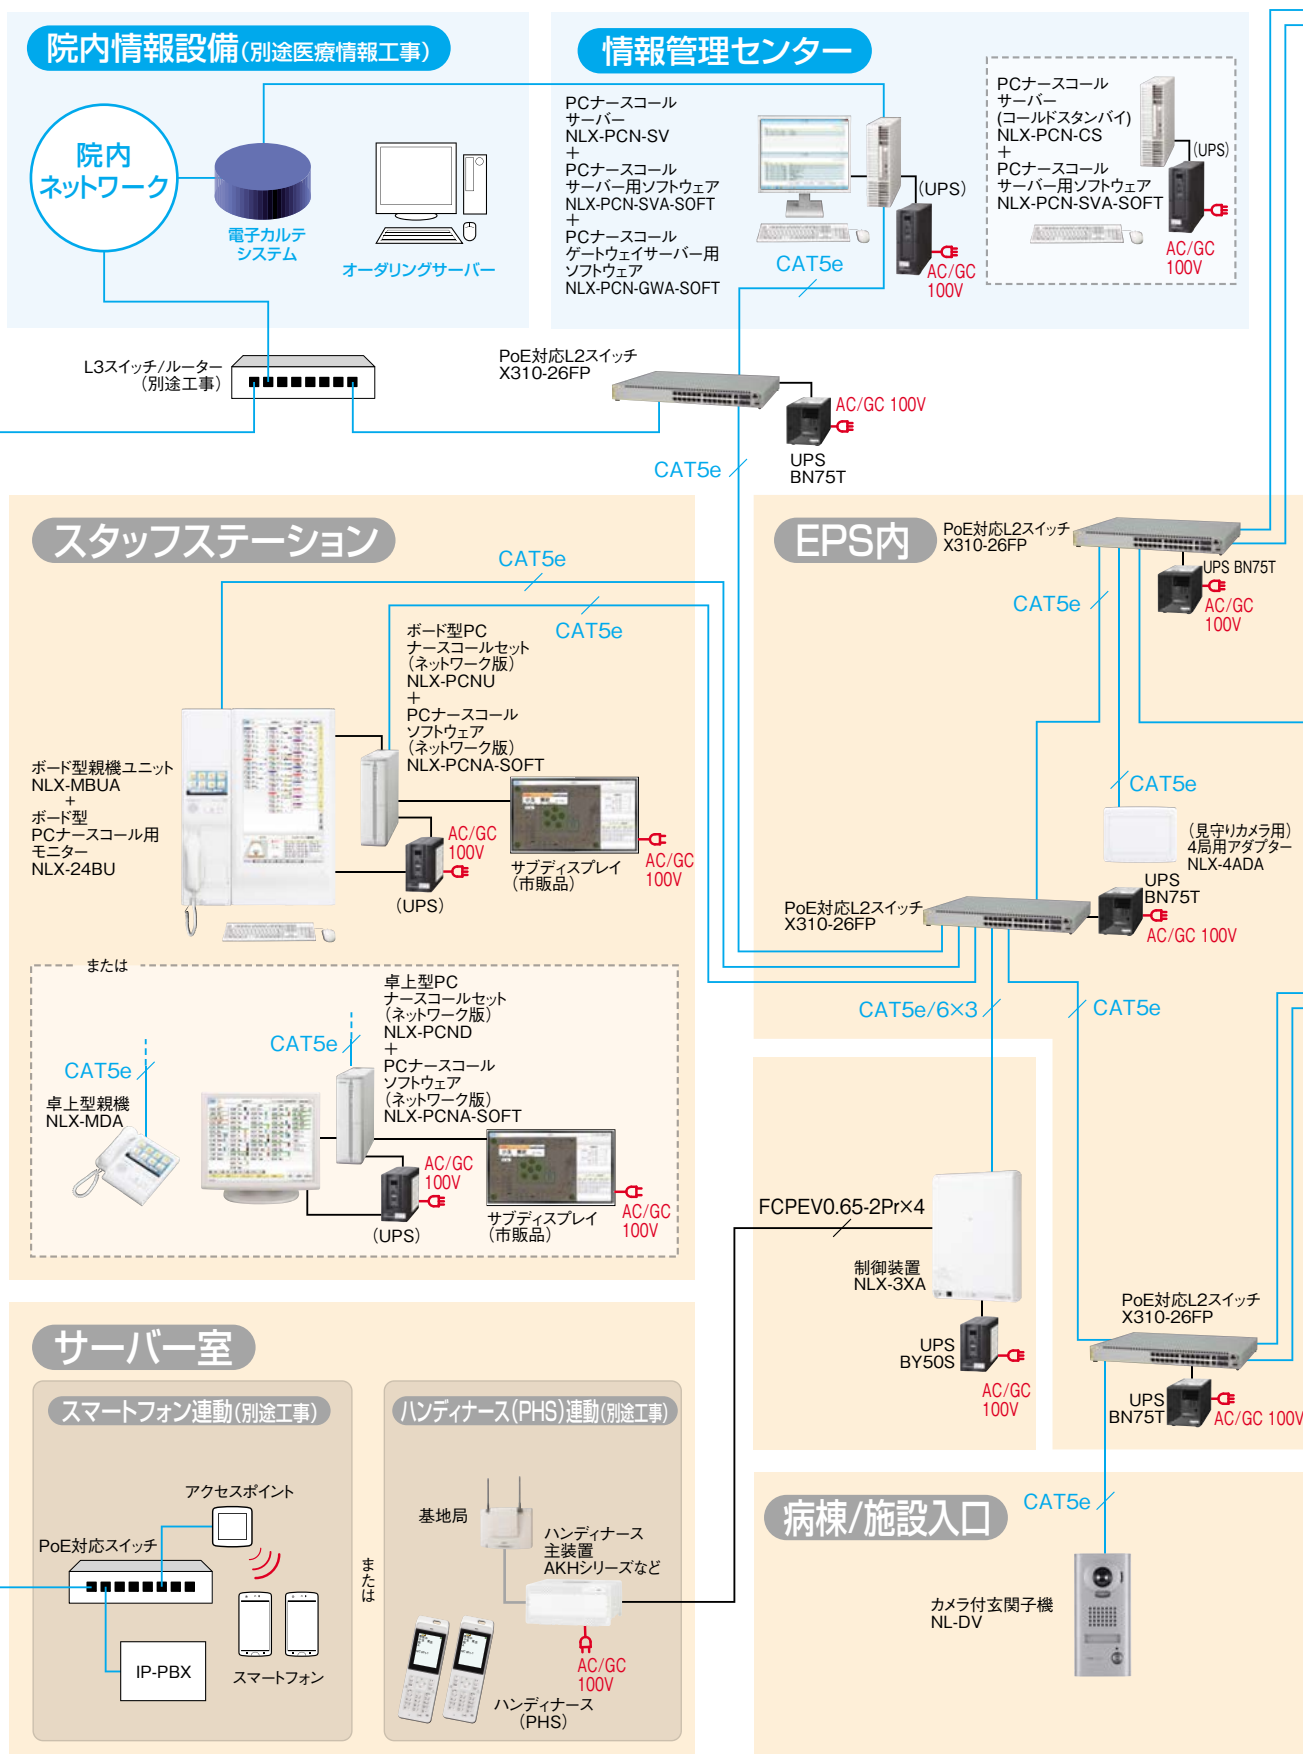 院内情報設備(別途医療情報工事)
院内
ネットワーク
電子カルテ
システム
オーダリングサーバー
情報管理センター
PCナースコール
サーバー
NLX-PCN-SV
+
PCナースコール
サーバー用ソフトウェア
NLX-PCN-SVA-SOFT
+
PCナースコール
ゲートウェイサーバー用
ソフトウェア
NLX-PCN-GWA-SOFT
(UPS)
CAT5e
AC/GC
100V
PCナースコール
サーバー
(コールドスタンバイ)
NLX-PCN-CS
+
PCナースコール
サーバー用ソフトウェア
NLX-PCN-SVA-SOFT
(UPS)
AC/GC
100V
L3スイッチ/ルーター
(別途工事)
PoE対応L2スイッチ
X310-26FP
AC/GC 100V
UPS
BN75T
CAT5e
スタッフステーション
CAT5e
CAT5e
ボード型PC
ナースコールセット
(ネットワーク版)
NLX-PCNU
+
PCナースコール
ソフトウェア
(ネットワーク版)
NLX-PCNA-SOFT
ボード型親機ユニット
NLX-MBUA
+
ボード型
PCナースコール用
モニター
NLX-24BU
AC/GC
100V
(UPS)
サブディスプレイ
(市販品)
AC/GC
100V
または
卓上型PC
ナースコールセット
(ネットワーク版)
NLX-PCND
+
PCナースコール
ソフトウェア
(ネットワーク版)
NLX-PCNA-SOFT
CAT5e
CAT5e
卓上型親機
NLX-MDA
AC/GC
100V
(UPS)
サブディスプレイ
(市販品)
AC/GC
100V
EPS内
PoE対応L2スイッチ
X310-26FP
UPS BN75T
AC/GC
100V
CAT5e
CAT5e
(見守りカメラ用)
4局用アダプター
NLX-4ADA
UPS
BN75T
PoE対応L2スイッチ
X310-26FP
AC/GC 100V
CAT5e/6×3
CAT5e
FCPEV0.65-2Pr×4
制御装置
NLX-3XA
UPS
BY50S
AC/GC
100V
PoE対応L2スイッチ
X310-26FP
UPS
BN75T
AC/GC 100V
サーバー室
スマートフォン連動(別途工事)
アクセスポイント
PoE対応スイッチ
IP-PBX
スマートフォン
または
ハンディナース(PHS)連動(別途工事)
基地局
ハンディナース
主装置
AKHシリーズなど
AC/GC
100V
ハンディナース
(PHS)
病棟/施設入口
CAT5e
カメラ付玄関子機
NL-DV